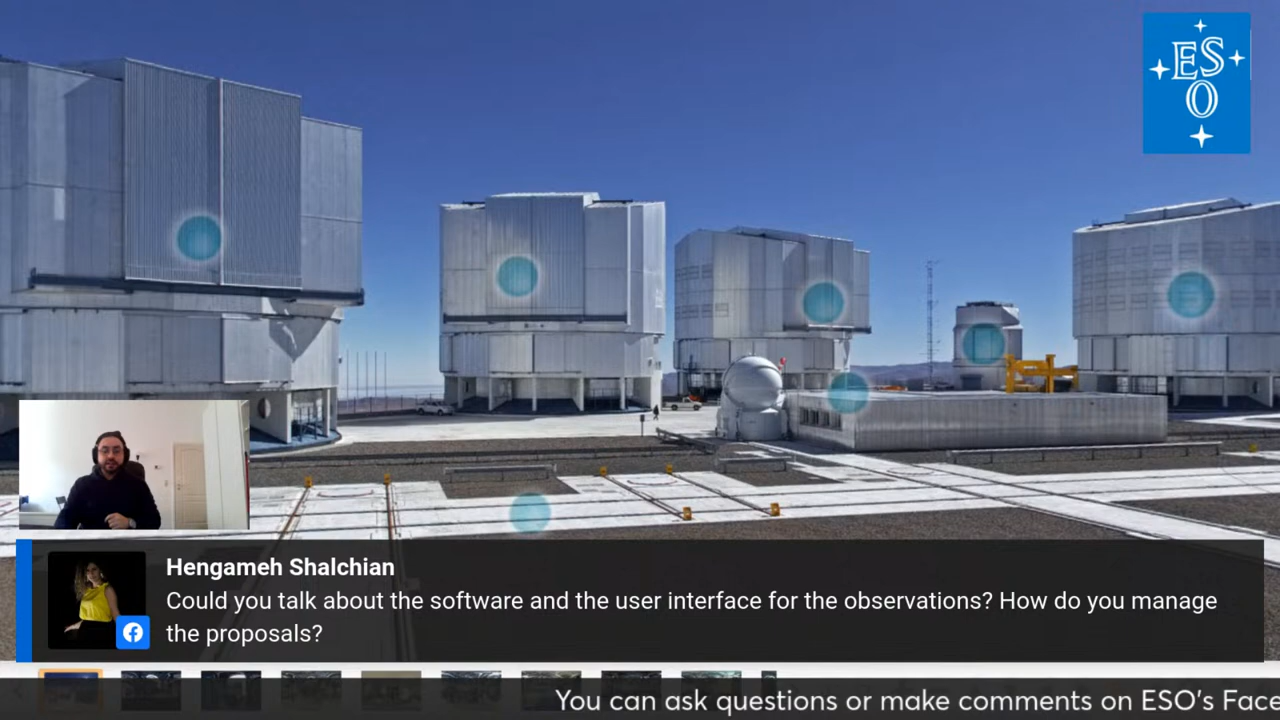 ES
O
Hengameh Shalchian
Could you talk about the software and the user interface for the observations? How do you manage
the proposals?
You can ask questions or make comments on ESO's Face